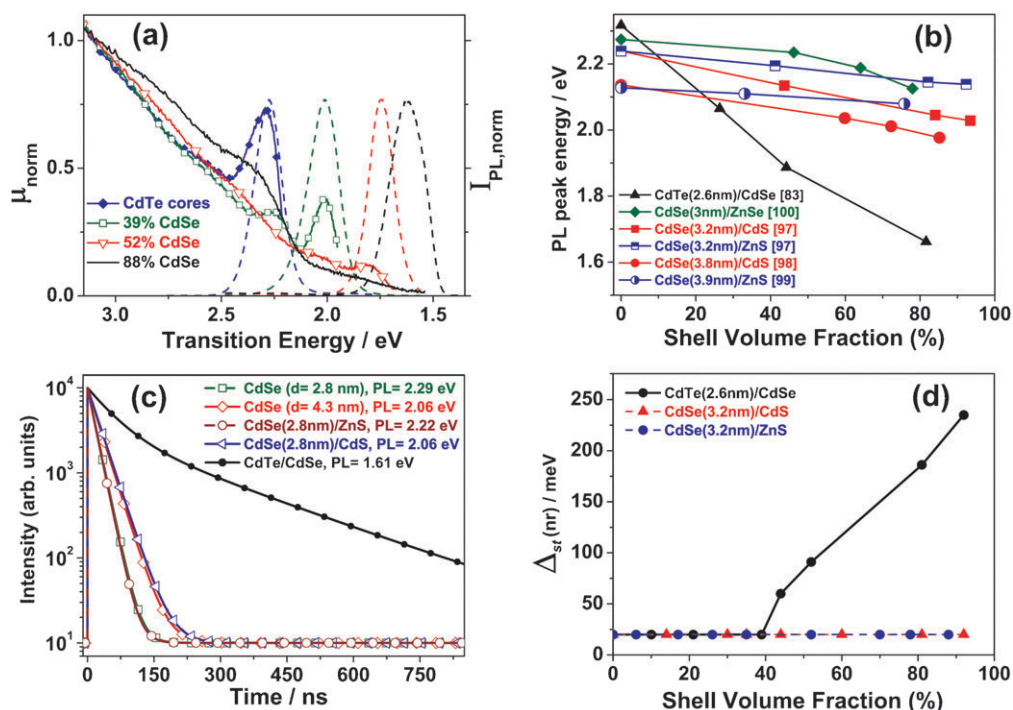 (a)
1.0
0.5
0.0
μnorm
CdTe cores
39% CdSe
52% CdSe
88% CdSe
3.0 2.5 2.0 1.5
Transition Energy / eV
IPL,norm
(b)
2.2
2.0
1.8
1.6
PL peak energy / eV
CdTe(2.6nm)/CdSe [83]
CdSe(3nm)/ZnSe [100]
CdSe(3.2nm)/CdS [97]
CdSe(3.2nm)/ZnS [97]
CdSe(3.8nm)/CdS [98]
CdSe(3.9nm)/ZnS [99]
0 20 40 60 80 100
Shell Volume Fraction (%)
(c)
10⁴
10³
10²
10¹
Intensity (arb. units)
CdSe (d= 2.8 nm), PL= 2.29 eV
CdSe (d= 4.3 nm), PL= 2.06 eV
CdSe(2.8nm)/ZnS, PL= 2.22 eV
CdSe(2.8nm)/CdS, PL= 2.06 eV
CdTe/CdSe, PL= 1.61 eV
0 150 300 450 600 750
Time / ns
(d)
250
200
150
100
50
0
Δst(nr) / meV
CdTe(2.6nm)/CdSe
CdSe(3.2nm)/CdS
CdSe(3.2nm)/ZnS
0 20 40 60 80 100
Shell Volume Fraction (%)